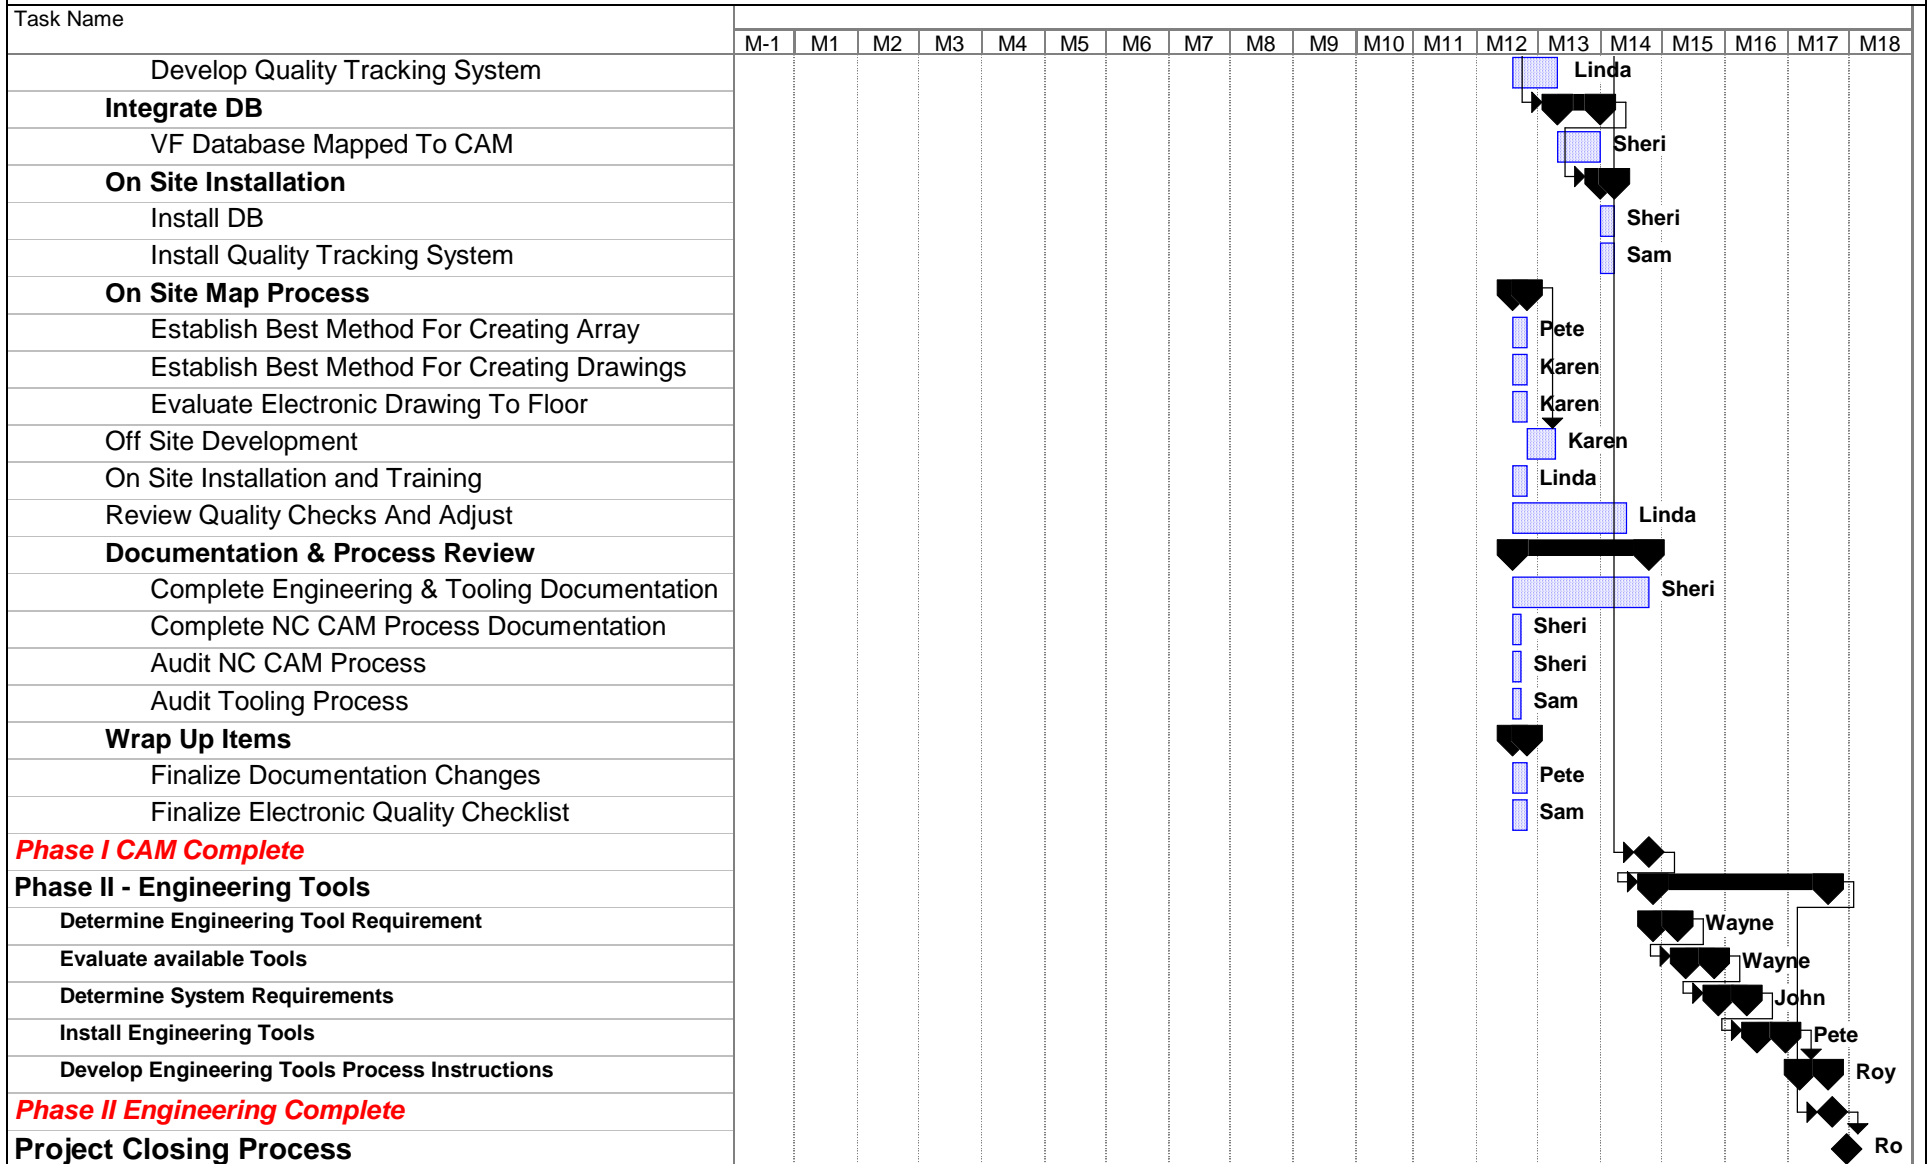 Task Name
M-1 M1 M2 M3 M4 M5 M6 M7 M8 M9 M10 M11 M12 M13 M14 M15 M16 M17 M18
Develop Quality Tracking System Linda
Integrate DB
VF Database Mapped To CAM Sheri
On Site Installation
Install DB Sheri
Install Quality Tracking System Sam
On Site Map Process
Establish Best Method For Creating Array Pete
Establish Best Method For Creating Drawings Karen
Evaluate Electronic Drawing To Floor Karen
Off Site Development Karen
On Site Installation and Training Linda
Review Quality Checks And Adjust Linda
Documentation & Process Review
Complete Engineering & Tooling Documentation Sheri
Complete NC CAM Process Documentation Sheri
Audit NC CAM Process Sheri
Audit Tooling Process Sam
Wrap Up Items
Finalize Documentation Changes Pete
Finalize Electronic Quality Checklist Sam
Phase I CAM Complete
Phase II - Engineering Tools
Determine Engineering Tool Requirement Wayne
Evaluate available Tools Wayne
Determine System Requirements John
Install Engineering Tools Pete
Develop Engineering Tools Process Instructions Roy
Phase II Engineering Complete
Project Closing Process Ro